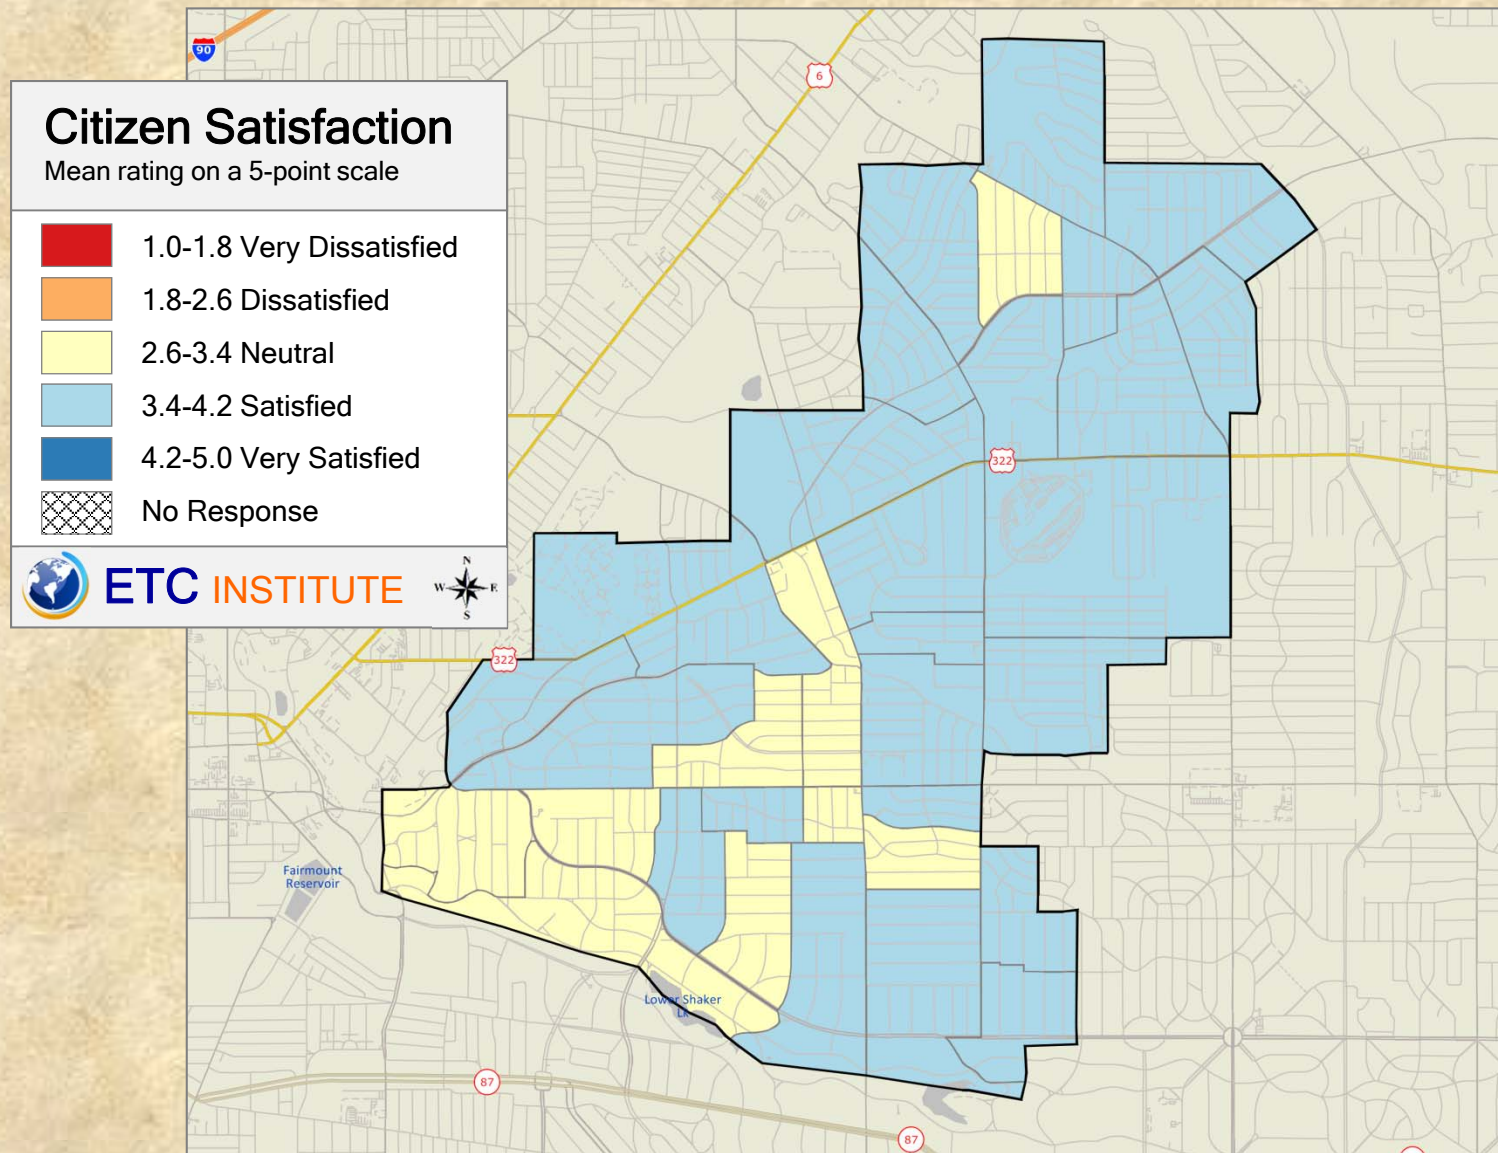 90
6
Citizen Satisfaction
Mean rating on a 5-point scale
1.0-1.8 Very Dissatisfied
1.8-2.6 Dissatisfied
2.6-3.4 Neutral
3.4-4.2 Satisfied
4.2-5.0 Very Satisfied
No Response
ETC INSTITUTE
N
W E
S
322
322
Fairmount
Reservoir
Lower Shaker
Lk
87
87